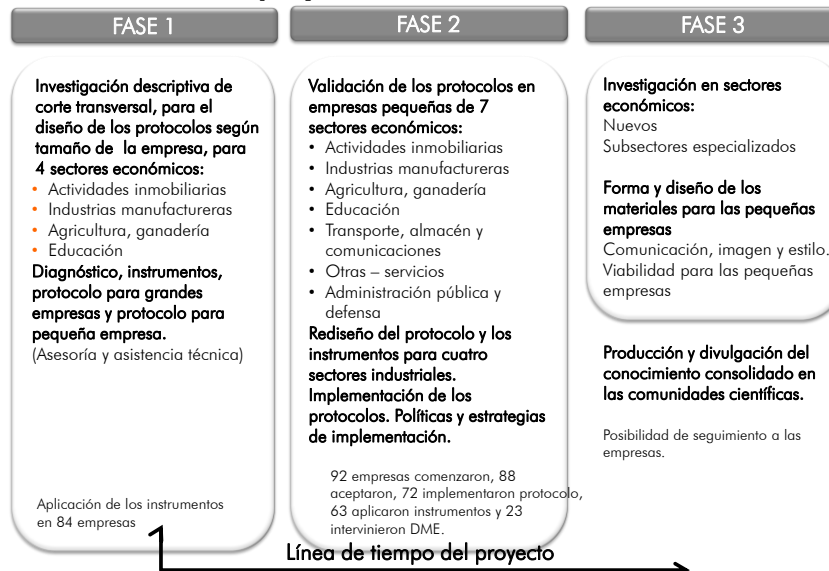 FASE 1
Investigación descriptiva de
corte transversal, para el
diseño de los protocolos según
tamaño de la empresa, para
4 sectores económicos:
• Actividades inmobiliarias
• Industrias manufactureras
• Agricultura, ganadería
• Educación
Diagnóstico, instrumentos,
protocolo para grandes
empresas y protocolo para
pequeña empresa.
(Asesoría y asistencia técnica)
Aplicación de los instrumentos
en 84 empresas
FASE 2
Validación de los protocolos en
empresas pequeñas de 7
sectores económicos:
• Actividades inmobiliarias
• Industrias manufactureras
• Agricultura, ganadería
• Educación
• Transporte, almacén y
comunicaciones
• Otras – servicios
• Administración pública y
defensa
Rediseño del protocolo y los
instrumentos para cuatro
sectores industriales.
Implementación de los
protocolos. Políticas y estrategias
de implementación.
92 empresas comenzaron, 88
aceptaron, 72 implementaron protocolo,
63 aplicaron instrumentos y 23
intervinieron DME.
FASE 3
Investigación en sectores
económicos:
Nuevos
Subsectores especializados
Forma y diseño de los
materiales para las pequeñas
empresas
Comunicación, imagen y estilo.
Viabilidad para las pequeñas
empresas
Producción y divulgación del
conocimiento consolidado en
las comunidades científicas.
Posibilidad de seguimiento a las
empresas.
Línea de tiempo del proyecto